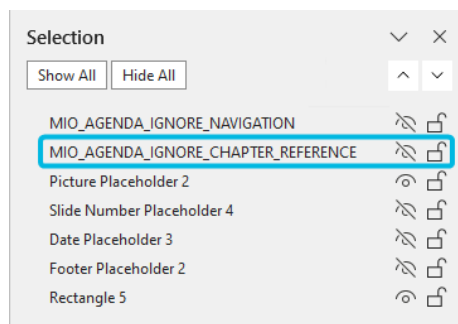 Selection
Show All Hide All
MIO_AGENDA_IGNORE_NAVIGATION
MIO_AGENDA_IGNORE_CHAPTER_REFERENCE
Picture Placeholder 2
Slide Number Placeholder 4
Date Placeholder 3
Footer Placeholder 2
Rectangle 5